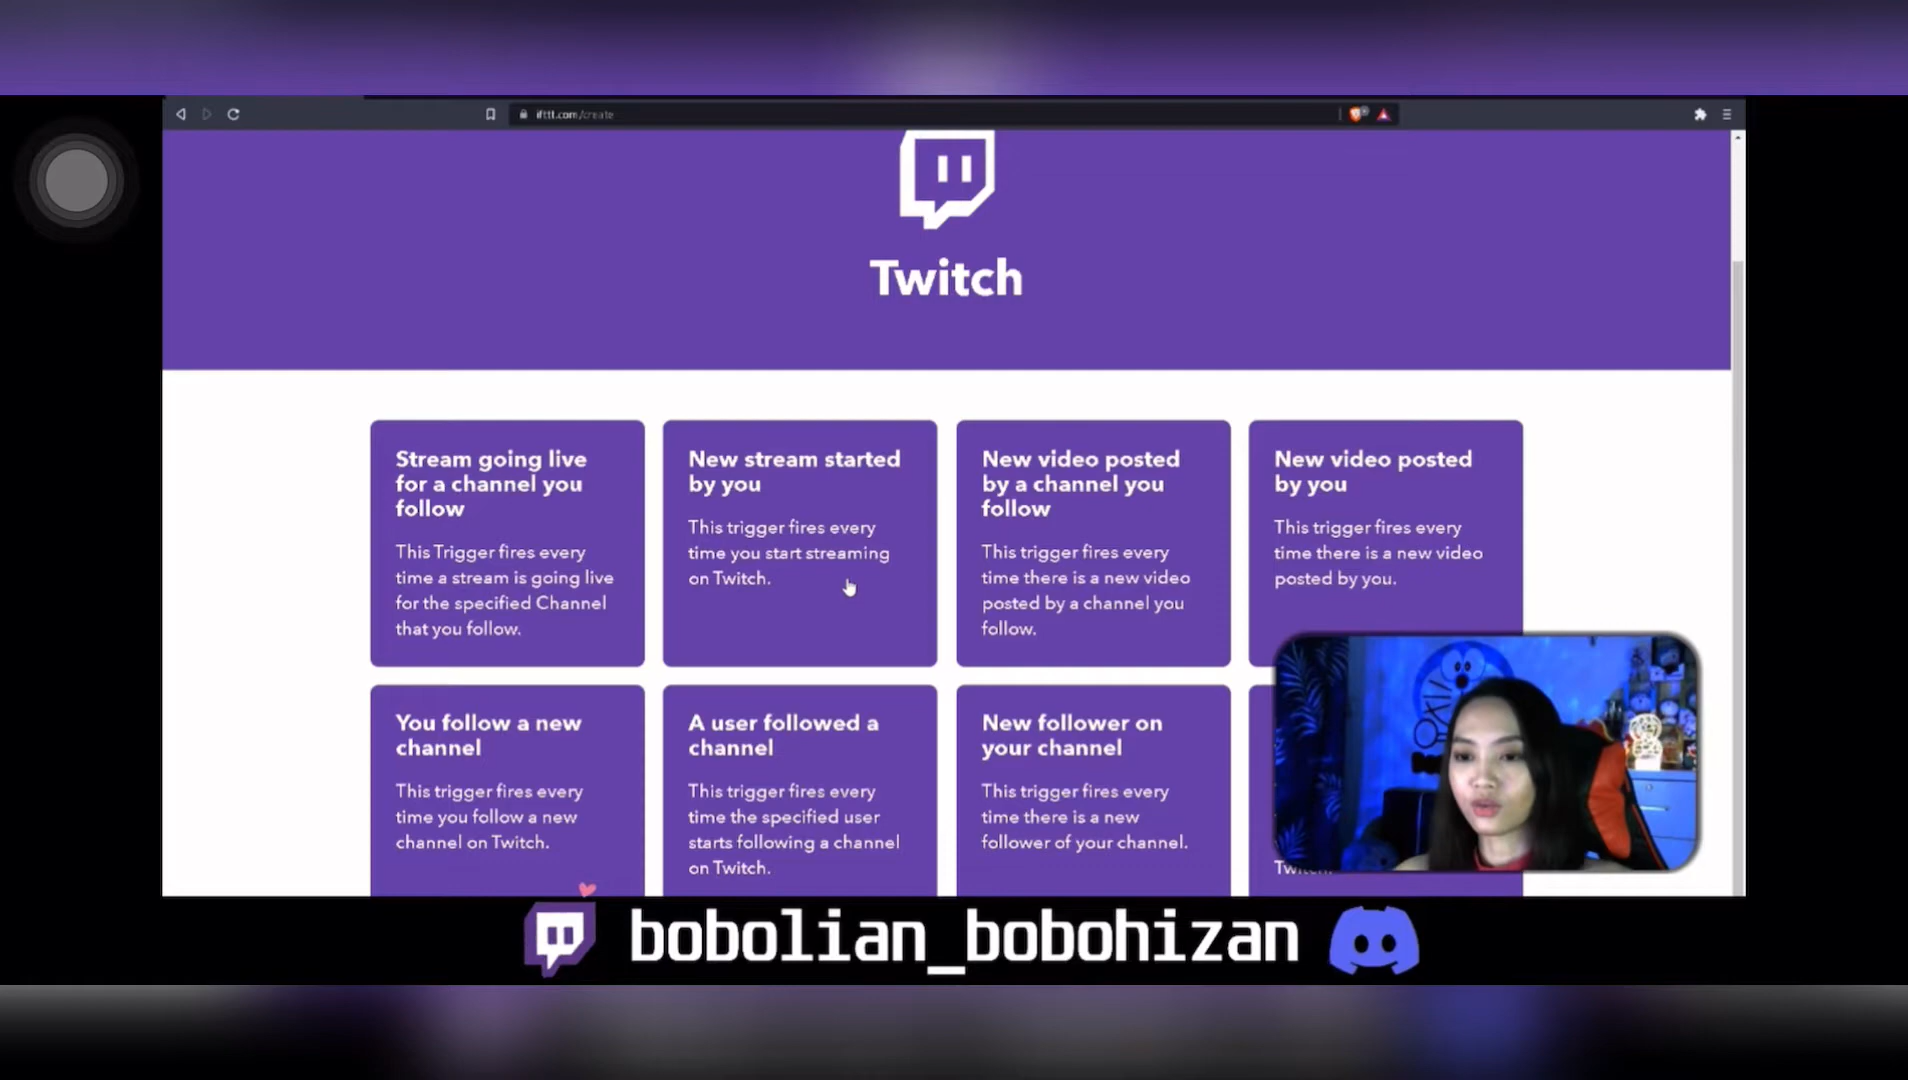 ifttt.com/create
Twitch
Stream going live
for a channel you
follow
This Trigger fires every
time a stream is going live
for the specified Channel
that you follow.
New stream started
by you
This trigger fires every
time you start streaming
on Twitch.
New video posted
by a channel you
follow
This trigger fires every
time there is a new video
posted by a channel you
follow.
New video posted
by you
This trigger fires every
time there is a new video
posted by you.
You follow a new
channel
This trigger fires every
time you follow a new
channel on Twitch.
A user followed a
channel
This trigger fires every
time the specified user
starts following a channel
on Twitch.
New follower on
your channel
This trigger fires every
time there is a new
follower of your channel.
Twitch.
bobolian_bobohizan